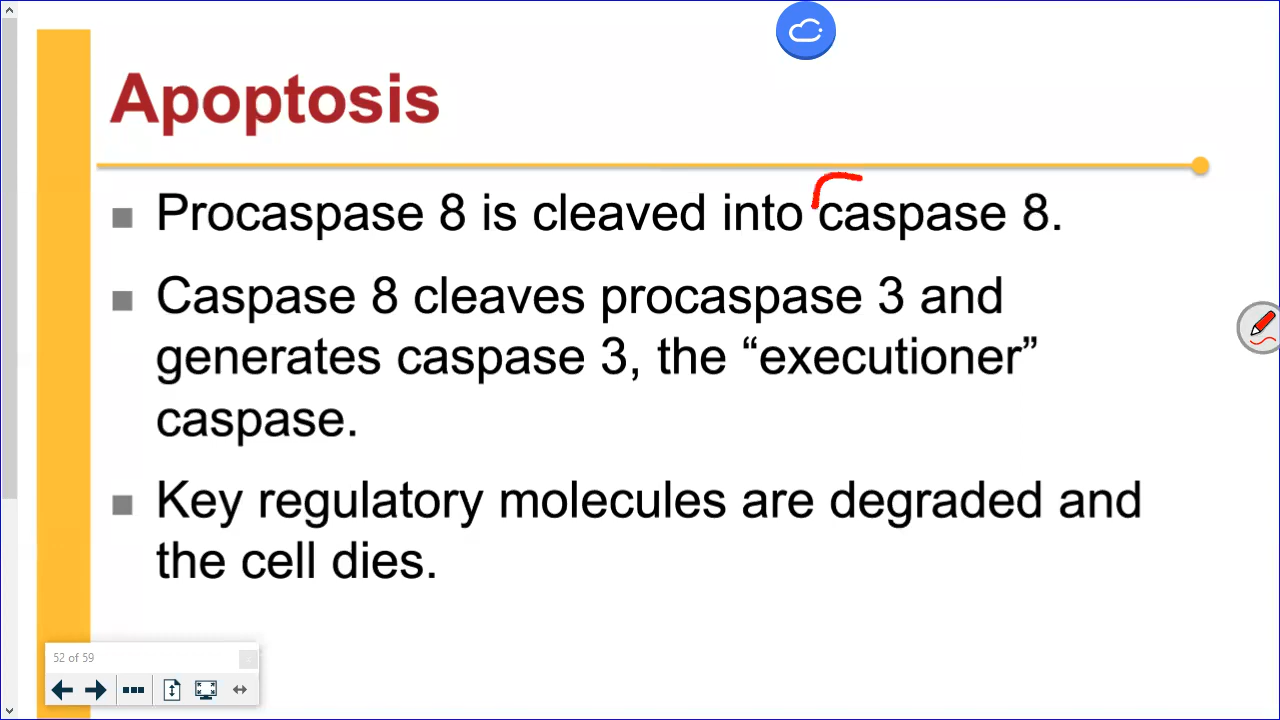 Apoptosis
Procaspase 8 is cleaved into caspase 8.
Caspase 8 cleaves procaspase 3 and
generates caspase 3, the “executioner”
caspase.
Key regulatory molecules are degraded and
the cell dies.
52 of 59